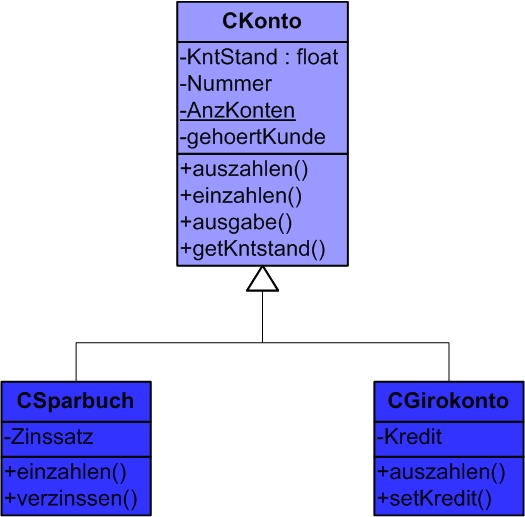 CKonto
-KntStand : float
-Nummer
-AnzKonten
-gehoertKunde
+auszahlen()
+einzahlen()
+ausgabe()
+getKntstand()
CSparbuch
-Zinssatz
+einzahlen()
+verzinssen()
CGirokonto
-Kredit
+auszahlen()
+setKredit()